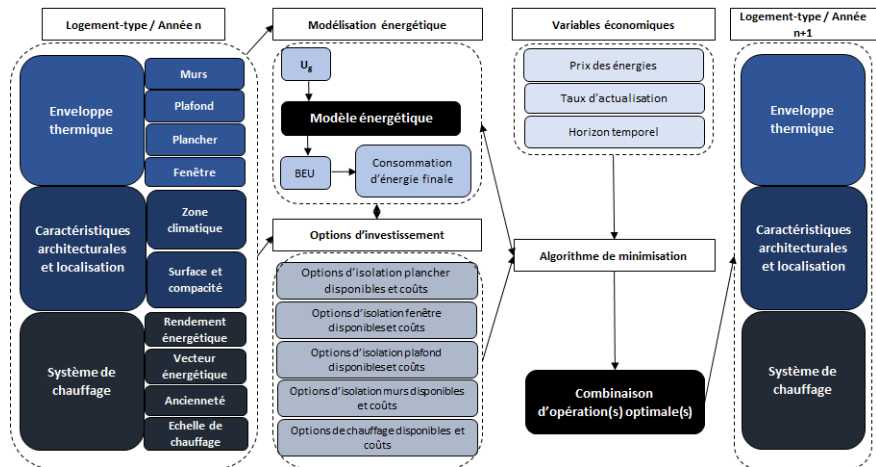 Logement-type / Année n
Enveloppe
thermique
Murs
Plafond
Plancher
Fenêtre
Caractéristiques
architecturales
et localisation
Zone
climatique
Surface et
compacité
Système de
chauffage
Rendement
énergétique
Vecteur
énergétique
Ancienneté
Echelle de
chauffage
Modélisation énergétique
Ug
Modèle énergétique
BEU
Consommation
d'énergie finale
Options d'investissement
Options d'isolation plancher
disponibles et coûts
Options d'isolation fenêtre
disponibles et coûts
Options d'isolation plafond
disponibles et coûts
Options d'isolation murs disponibles
et coûts
Options de chauffage disponibles et
coûts
Variables économiques
Prix des énergies
Taux d'actualisation
Horizon temporel
Algorithme de minimisation
Combinaison
d'opération(s) optimale(s)
Logement-type / Année
n+1
Enveloppe
thermique
Caractéristiques
architecturales
et localisation
Système de
chauffage